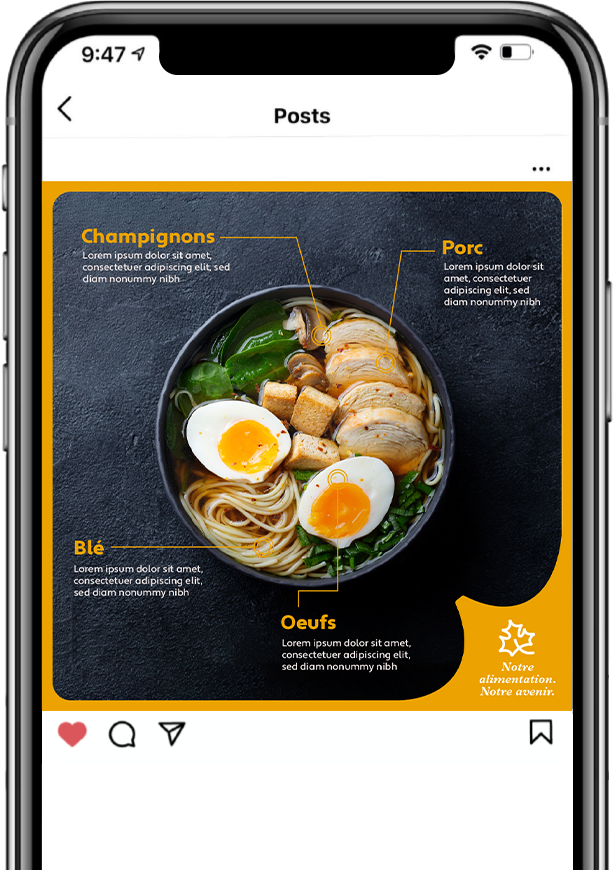 9:47
Posts
Champignons
Lorem ipsum dolor sit amet,
consectetuer adipiscing elit, sed
diam nonummy nibh
Porc
Lorem ipsum dolor sit
amet, consectetuer
adipiscing elit, sed
diam nonummy nibh
Blé
Lorem ipsum dolor sit amet,
consectetuer adipiscing elit,
sed diam nonummy nibh
Oeufs
Lorem ipsum dolor sit amet,
consectetuer adipiscing elit,
sed diam nonummy nibh
Notre
alimentation.
Notre avenir.